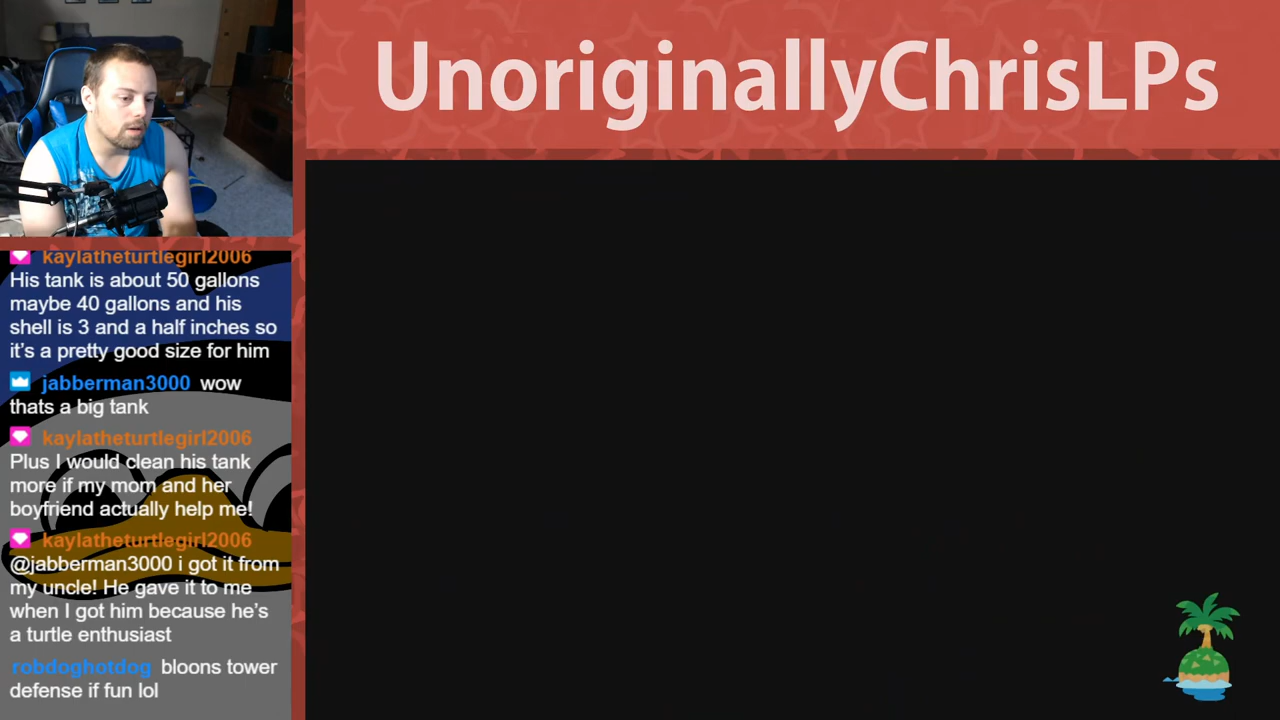 UnoriginallyChrisLPs
kaylatheturtlegirl2006
His tank is about 50 gallons
maybe 40 gallons and his
shell is 3 and a half inches so
it's a pretty good size for him
jabberman3000 wow
thats a big tank
kaylatheturtlegirl2006
Plus I would clean his tank
more if my mom and her
boyfriend actually help me!
kaylatheturtlegirl2006
@jabberman3000 i got it from
my uncle! He gave it to me
when I got him because he's
a turtle enthusiast
robdoghotdog bloons tower
defense if fun lol